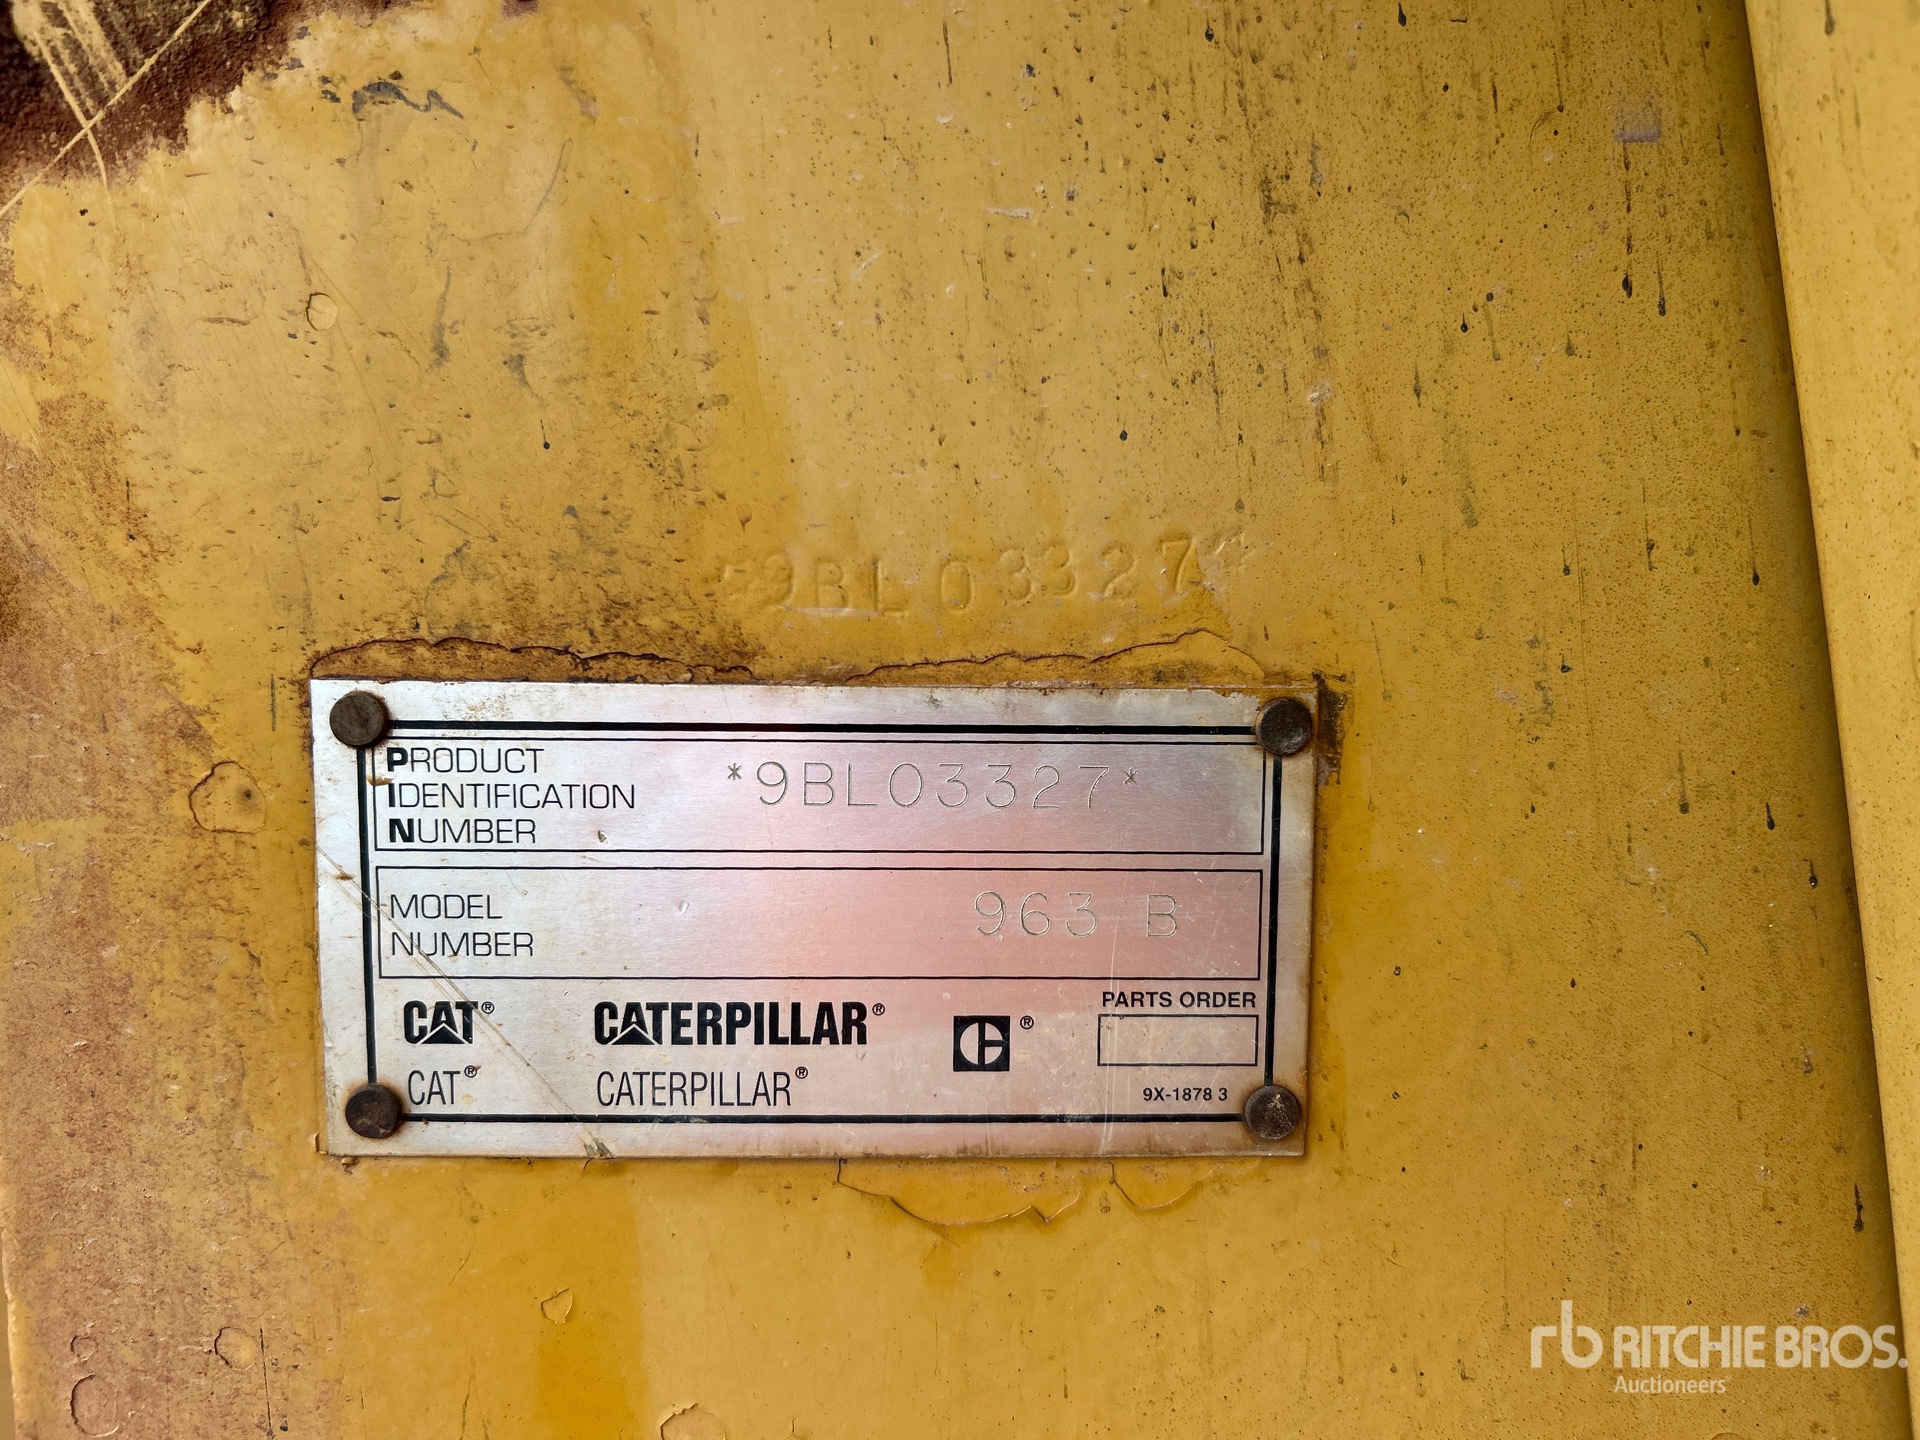 *9BL03327*
PRODUCT
IDENTIFICATION
NUMBER
*9BL03327*
MODEL
NUMBER
963 B
CAT® CATERPILLAR® ®
CAT® CATERPILLAR®
PARTS ORDER
9X-1878 3
rb RITCHIE BROS.
Auctioneers